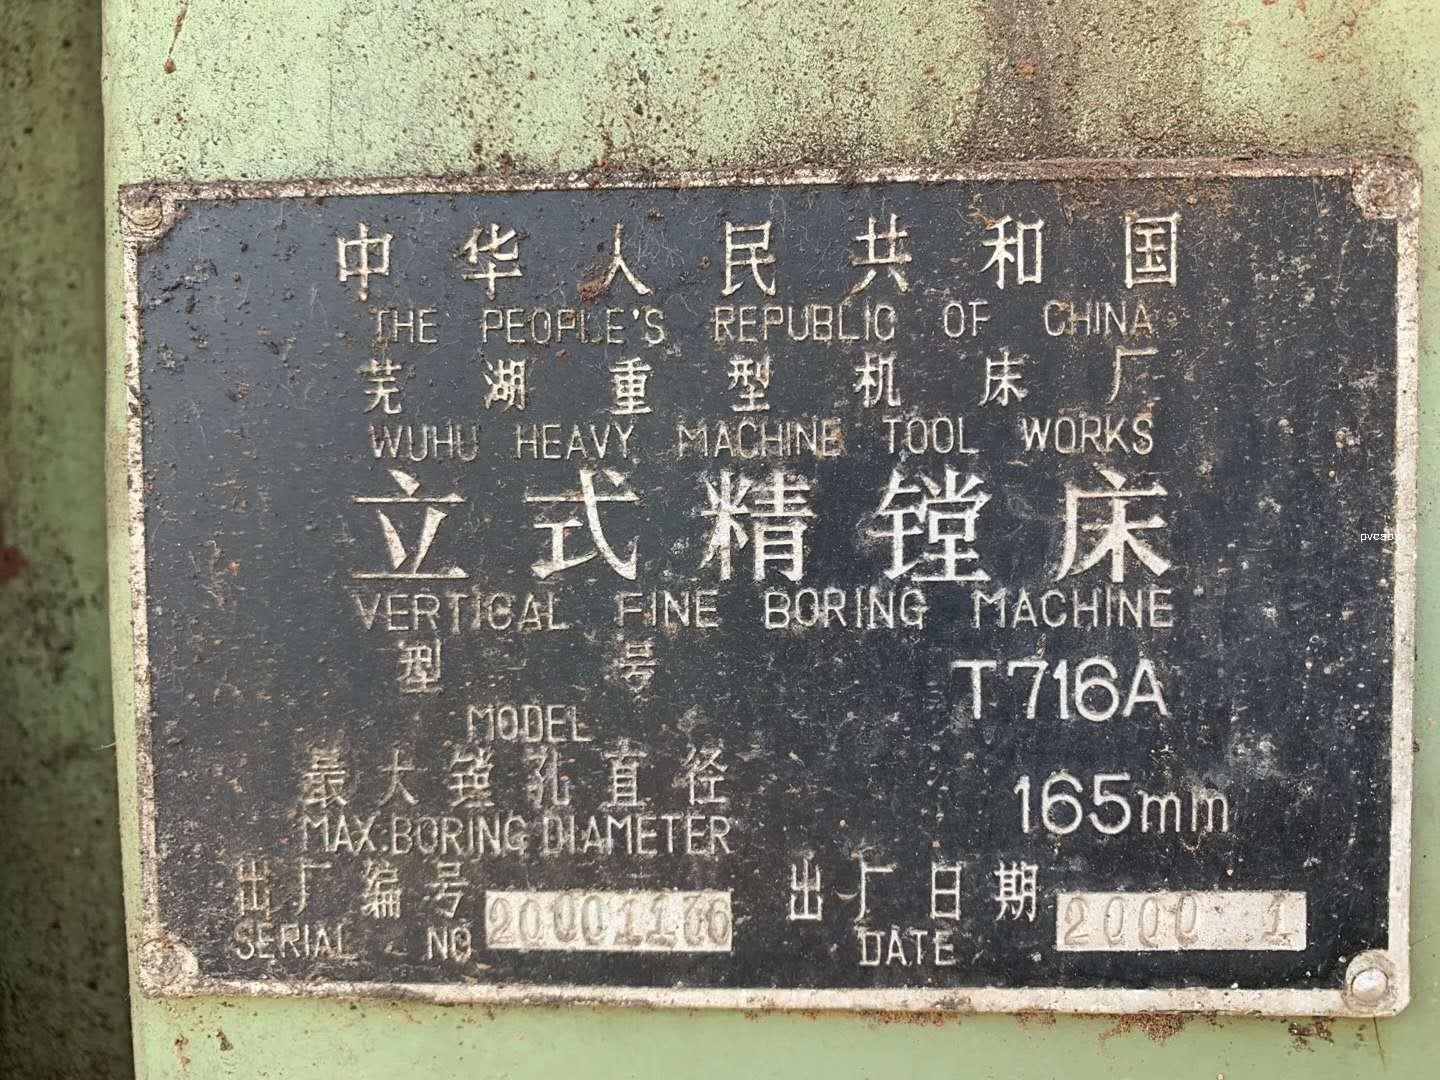 中华人民共和国
THE PEOPLE'S REPUBLIC OF CHINA
芜湖重型机床厂
WUHU HEAVY MACHINE TOOL WORKS
立式精镗床
VERTICAL FINE BORING MACHINE
型号 T716A
MODEL
最大镗孔直径 165mm
MAX.BORING DIAMETER
出厂编号 出厂日期 2000 1
SERIAL NO DATE